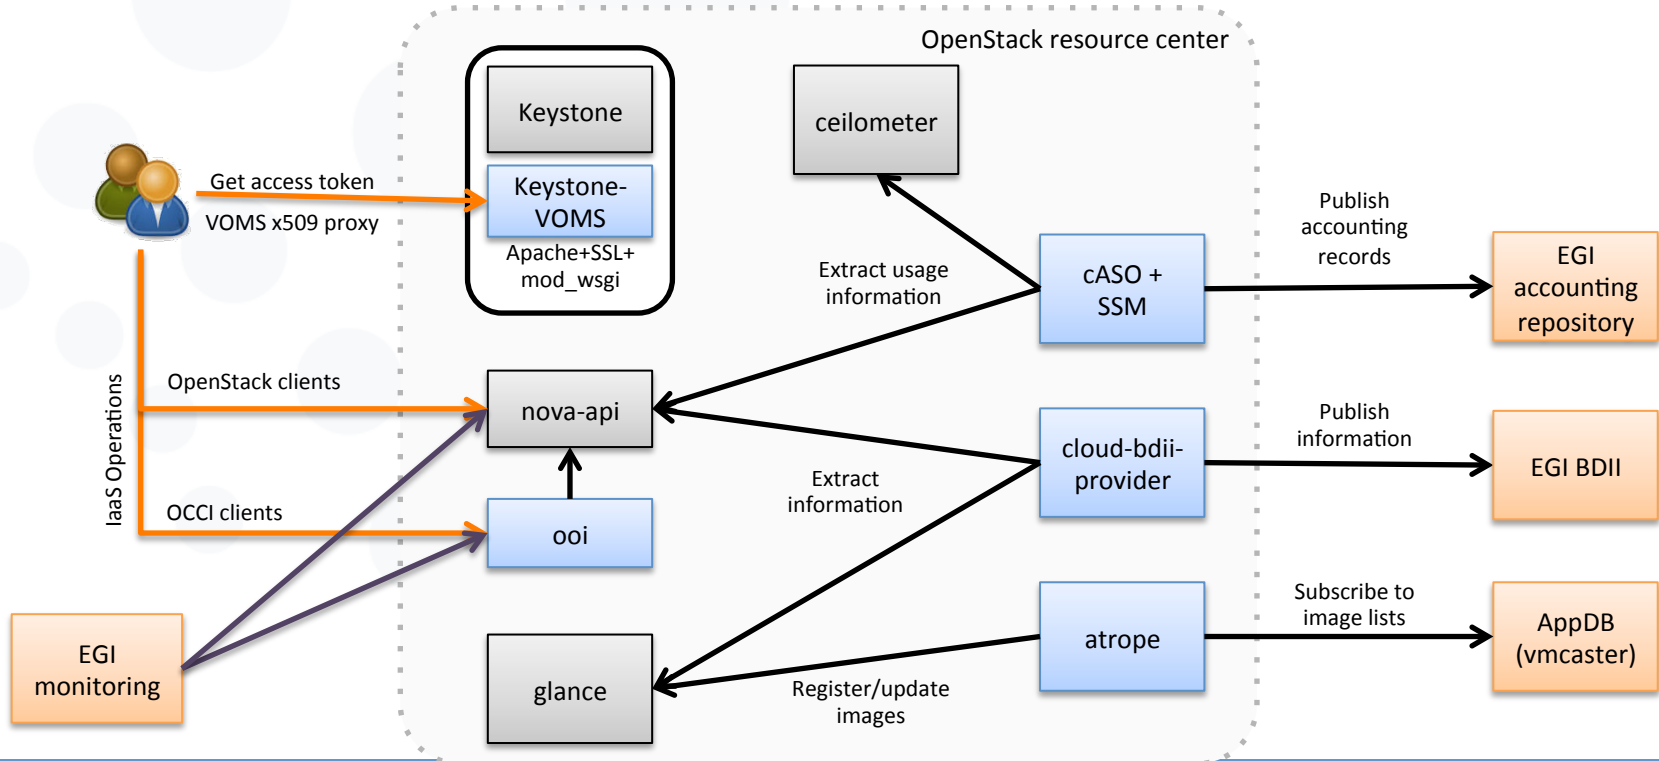 OpenStack resource center
Keystone
ceilometer
Keystone-
VOMS
Apache+SSL+
mod_wsgi
Get access token
VOMS x509 proxy
Publish
accounting
records
Extract usage
information
cASO +
SSM
EGI
accounting
repository
IaaS Operations
OpenStack clients
nova-api
Publish
information
cloud-bdii-
provider
EGI BDII
Extract
information
OCCI clients
ooi
Subscribe to
image lists
EGI
monitoring
glance
Register/update
images
atrope
AppDB
(vmcaster)